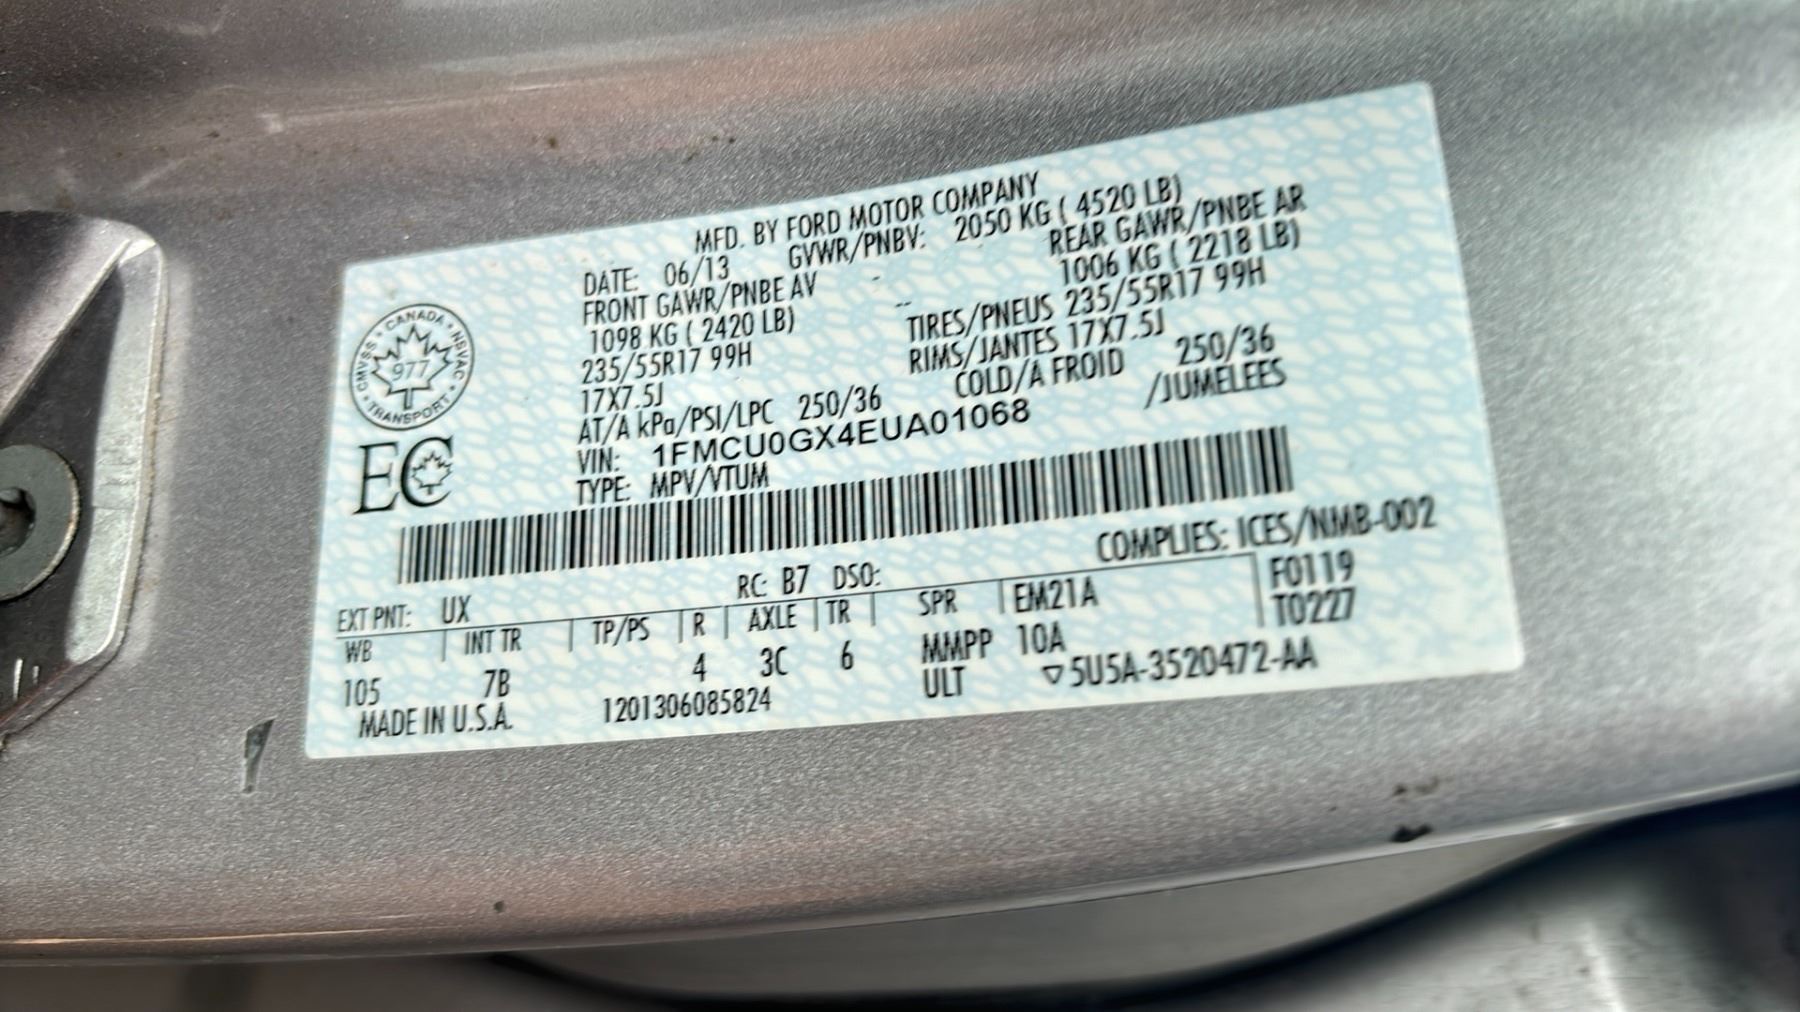 MFD. BY FORD MOTOR COMPANY
DATE: 06/13 GVWR/PNBV: 2050 KG ( 4520 LB)
FRONT GAWR/PNBE AV REAR GAWR/PNBE AR
1098 KG ( 2420 LB) 1006 KG ( 2218 LB)
235/55R17 99H TIRES/PNEUS 235/55R17 99H
17X7.5J RIMS/JANTES 17X7.5J
AT/A kPa/PSI/LPC 250/36 COLD/A FROID 250/36
VIN: 1FMCU0GX4EUA01068 /JUMELEES
TYPE: MPV/VTUM
CANADA • NSVAC • TRANSPORT • CMVSS
977
EC
COMPLIES: ICES/NMB-002
EXT PNT: UX RC: B7 DSO: F0119
WB INT TR TP/PS R AXLE TR SPR EM21A T0227
105 7B 4 3C 6 MMPP 10A
MADE IN U.S.A. 1201306085824 ULT ▽5U5A-3520472-AA